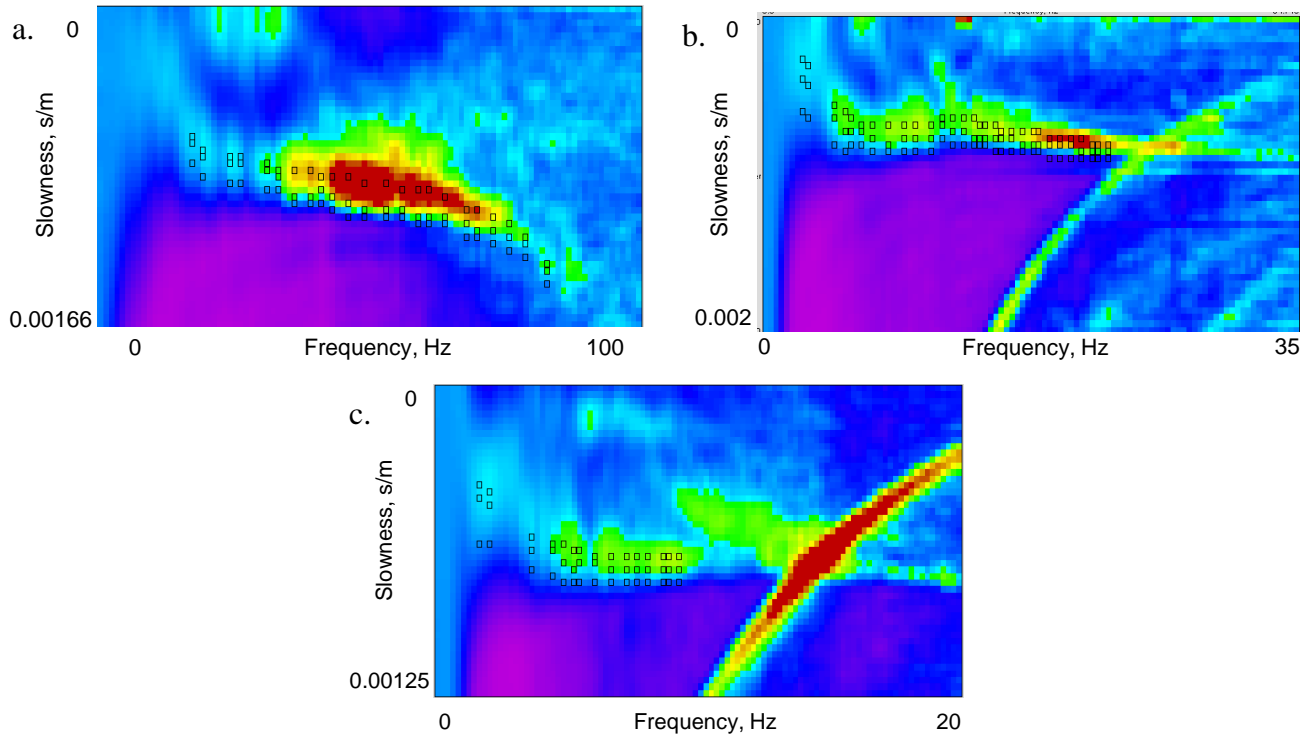 a.
0
Slowness, s/m
0.00166
0
Frequency, Hz
100
b.
0
Slowness, s/m
0.002
0
Frequency, Hz
35
c.
0
Slowness, s/m
0.00125
0
Frequency, Hz
20